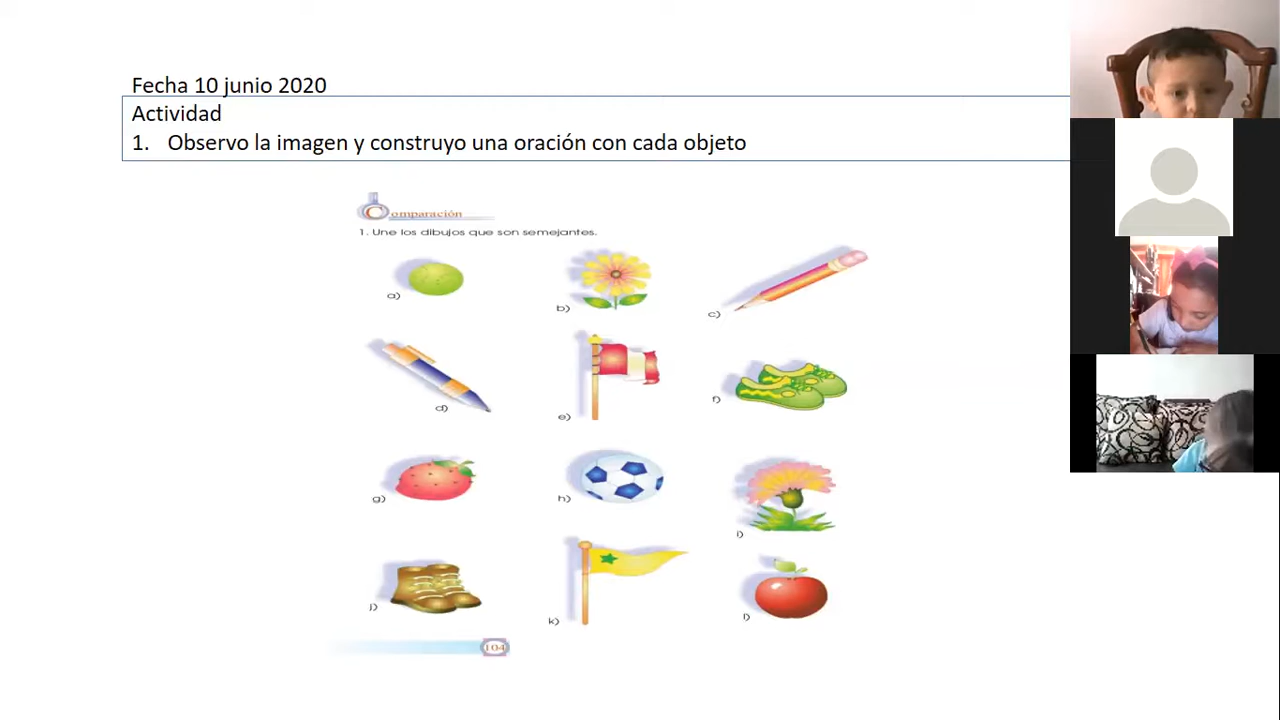 Fecha 10 junio 2020
Actividad
1. Observo la imagen y construyo una oración con cada objeto
Comparación
1. Une los dibujos que son semejantes.
a)
b)
c)
d)
e)
f)
g)
h)
i)
j)
k)
l)
104